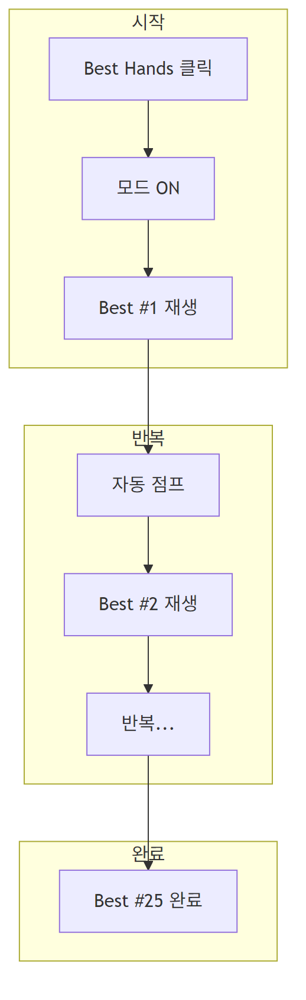 시작
Best Hands 클릭
모드 ON
Best #1 재생
반복
자동 점프
Best #2 재생
반복...
완료
Best #25 완료